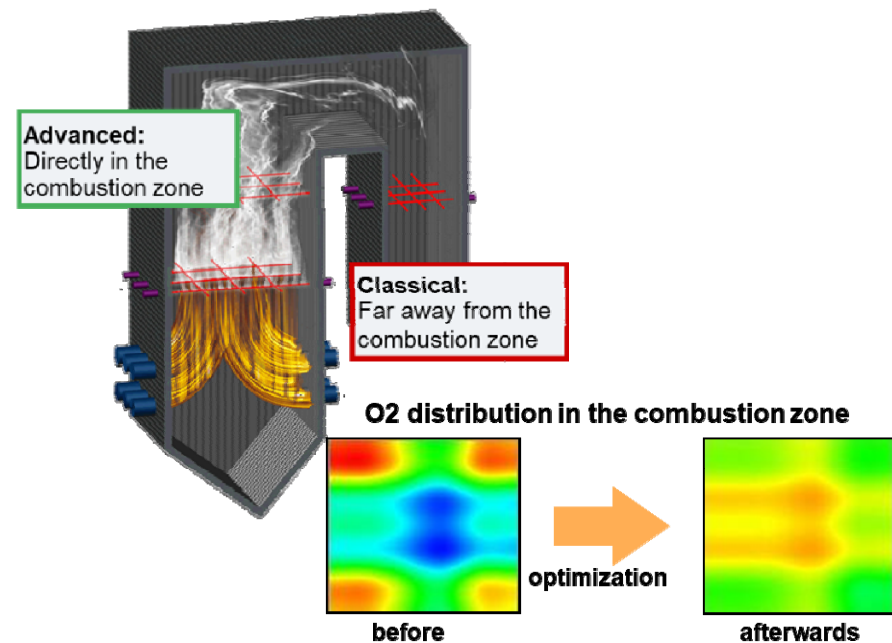 Advanced:
Directly in the
combustion zone
Classical:
Far away from the
combustion zone
O2 distribution in the combustion zone
optimization
before
afterwards